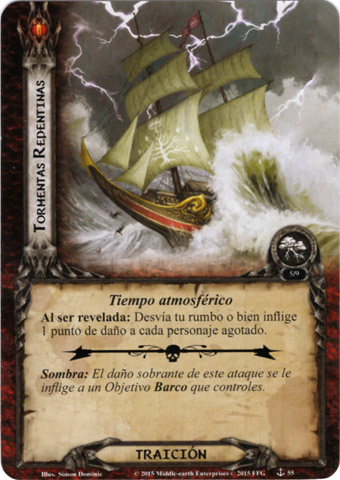 TORMENTAS REPENTINAS
5/9
Tiempo atmosférico
Al ser revelada: Desvía tu rumbo o bien inflige
1 punto de daño a cada personaje agotado.
Sombra: El daño sobrante de este ataque se le
inflige a un Objetivo Barco que controles.
TRAICIÓN
Illus. Simon Dominic
© 2015 Middle-earth Enterprises © 2015 FFG
55